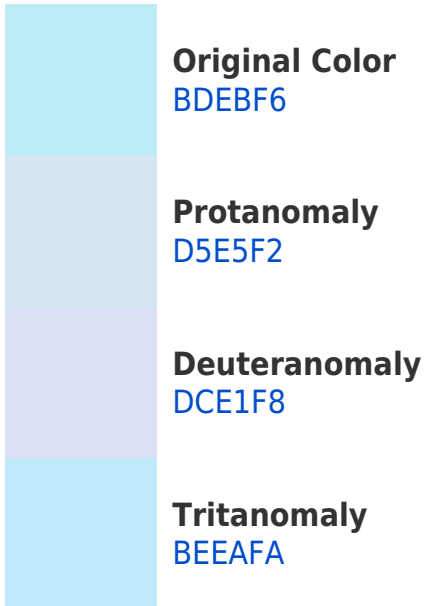 Original Color
BDEBF6
Protanomaly
D5E5F2
Deuteranomaly
DCE1F8
Tritanomaly
BEEAFA